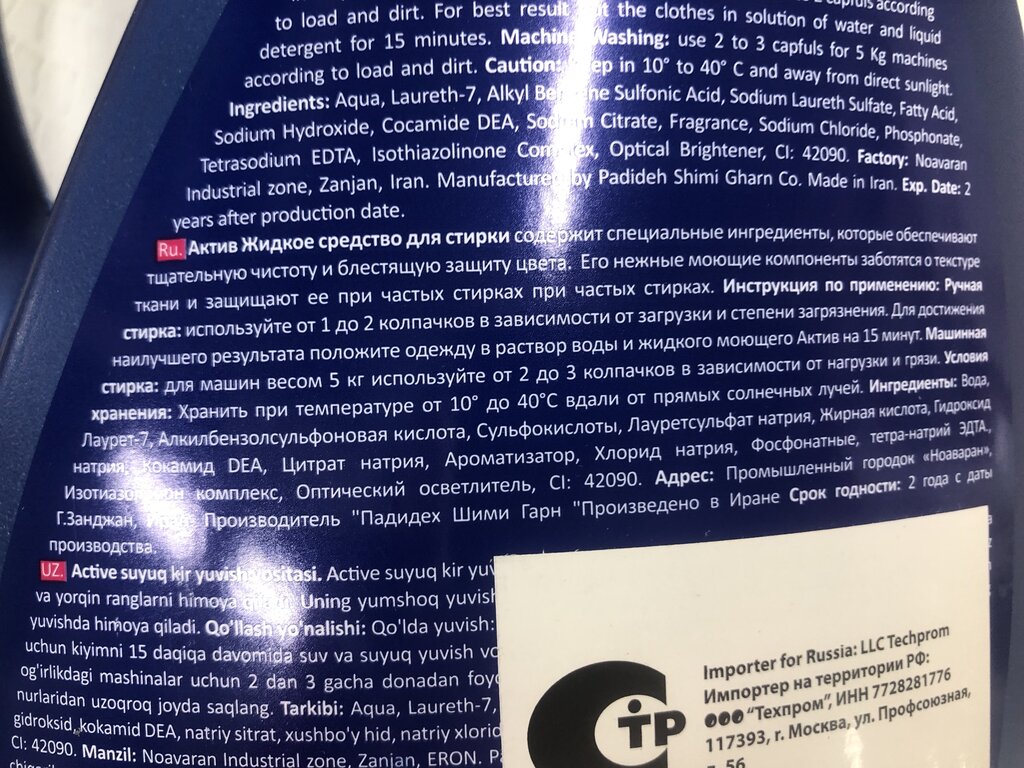 capfuls according
to load and dirt. For best result put the clothes in solution of water and liquid
detergent for 15 minutes. Machine Washing: use 2 to 3 capfuls for 5 Kg machines
according to load and dirt. Caution: Keep in 10° to 40° C and away from direct sunlight.
Ingredients: Aqua, Laureth-7, Alkyl Benzene Sulfonic Acid, Sodium Laureth Sulfate, Fatty Acid,
Sodium Hydroxide, Cocamide DEA, Sodium Citrate, Fragrance, Sodium Chloride, Phosphonate,
Tetrasodium EDTA, Isothiazolinone Complex, Optical Brightener, CI: 42090. Factory: Noavaran
Industrial zone, Zanjan, Iran. Manufactured by Padideh Shimi Gharn Co. Made in Iran. Exp. Date: 2
years after production date.
Ru. Актив Жидкое средство для стирки содержит специальные ингредиенты, которые обеспечивают
тщательную чистоту и блестящую защиту цвета. Его нежные моющие компоненты заботятся о текстуре
ткани и защищают ее при частых стирках при частых стирках. Инструкция по применению: Ручная
стирка: используйте от 1 до 2 колпачков в зависимости от загрузки и степени загрязнения. Для достижения
наилучшего результата положите одежду в раствор воды и жидкого моющего Актив на 15 минут. Машинная
стирка: для машин весом 5 кг используйте от 2 до 3 колпачков в зависимости от нагрузки и грязи. Условия
хранения: Хранить при температуре от 10° до 40°C вдали от прямых солнечных лучей. Ингредиенты: Вода,
Лаурет-7, Алкилбензолсульфоновая кислота, Сульфокислоты, Лауретсульфат натрия, Жирная кислота, Гидроксид
натрия, Кокамид DEA, Цитрат натрия, Ароматизатор, Хлорид натрия, Фосфонатные, тетра-натрий ЭДТА.,
Изотиазолинон комплекс, Оптический осветлитель, CI: 42090. Адрес: Промышленный городок «Ноаваран»,
Г.Занджан, Иран. Производитель "Падидех Шими Гарн "Произведено в Иране Срок годности: 2 года с даты
производства.
UZ. Active suyuq kir yuvish vositasi. Active suyuq kir yuv
va yorqin ranglarni himoya qiladi. Uning yumshoq yuvish
yuvishda himoya qiladi. Qo'llash yo'nalishi: Qo'lda yuvish:
uchun kiyimni 15 daqiqa davomida suv va suyuq yuvish vo
og'irlikdagi mashinalar uchun 2 dan 3 gacha donadan foyd
nurlaridan uzoqroq joyda saqlang. Tarkibi: Aqua, Laureth-7,
gidroksid, kokamid DEA, natriy sitrat, xushbo'y hid, natriy xlorid
CI: 42090. Manzil: Noavaran Industrial zone, Zanjan, ERON. Pa
СТР
Importer for Russia: LLC Techprom
Импортер на территории РФ:
ООО "Техпром", ИНН 7728281776
117393, г. Москва, ул. Профсоюзная,
56